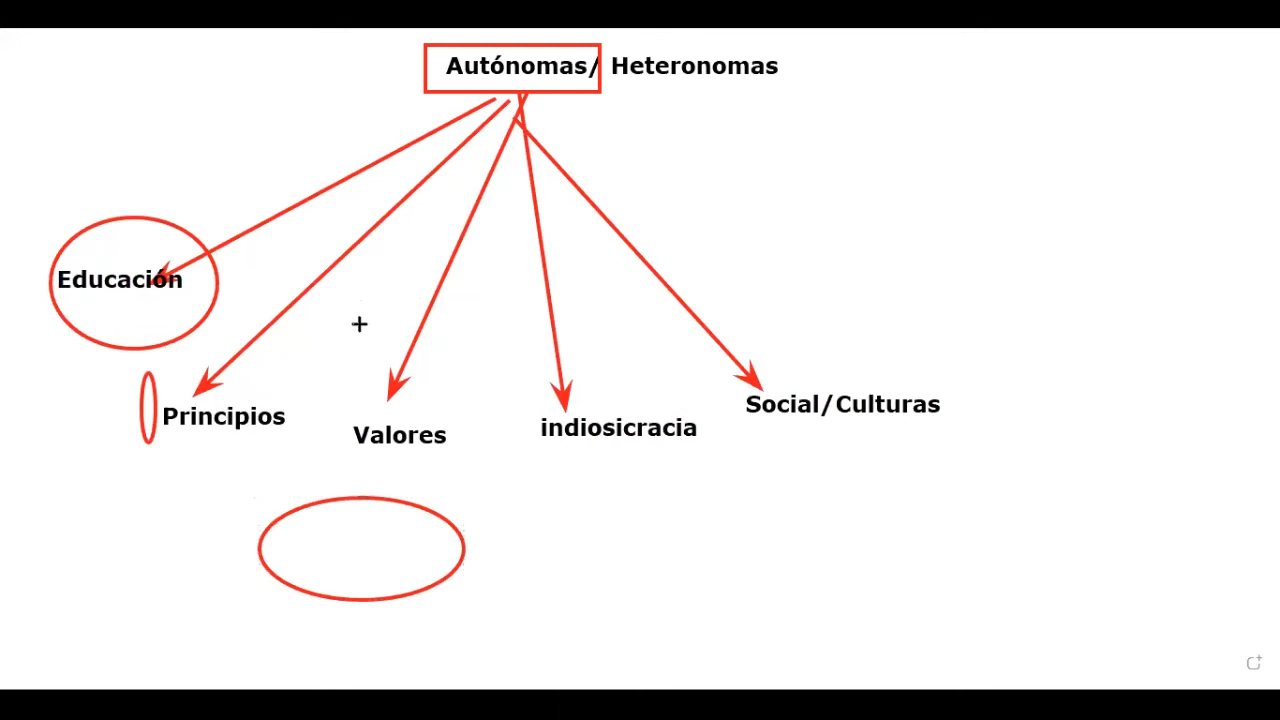 Autónomas/ Heteronomas
Educación
Principios
Valores
indiosicracia
Social/Culturas